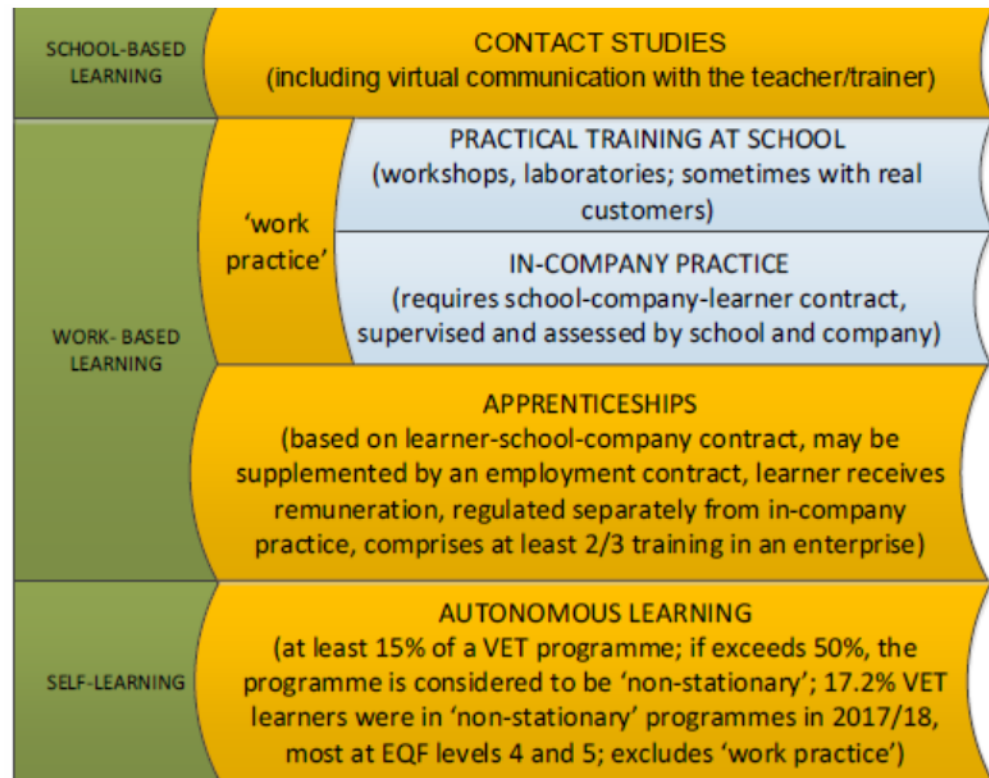 SCHOOL-BASED
LEARNING
CONTACT STUDIES
(including virtual communication with the teacher/trainer)
WORK- BASED
LEARNING
‘work
practice’
PRACTICAL TRAINING AT SCHOOL
(workshops, laboratories; sometimes with real
customers)
IN-COMPANY PRACTICE
(requires school-company-learner contract,
supervised and assessed by school and company)
APPRENTICESHIPS
(based on learner-school-company contract, may be
supplemented by an employment contract, learner receives
remuneration, regulated separately from in-company
practice, comprises at least 2/3 training in an enterprise)
SELF-LEARNING
AUTONOMOUS LEARNING
(at least 15% of a VET programme; if exceeds 50%, the
programme is considered to be ‘non-stationary’; 17.2% VET
learners were in ‘non-stationary’ programmes in 2017/18,
most at EQF levels 4 and 5; excludes ‘work practice’)